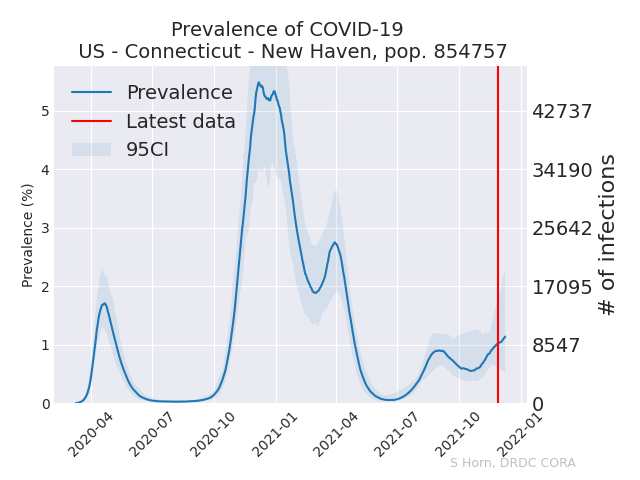 Prevalence of COVID-19
US - Connecticut - New Haven, pop. 854757
Prevalence
Latest data
95CI
Prevalence (%)
5
4
3
2
1
0
42737
34190
25642
17095
8547
0
# of infections
2020-04
2020-07
2020-10
2021-01
2021-04
2021-07
2021-10
2022-01
S Horn, DRDC CORA